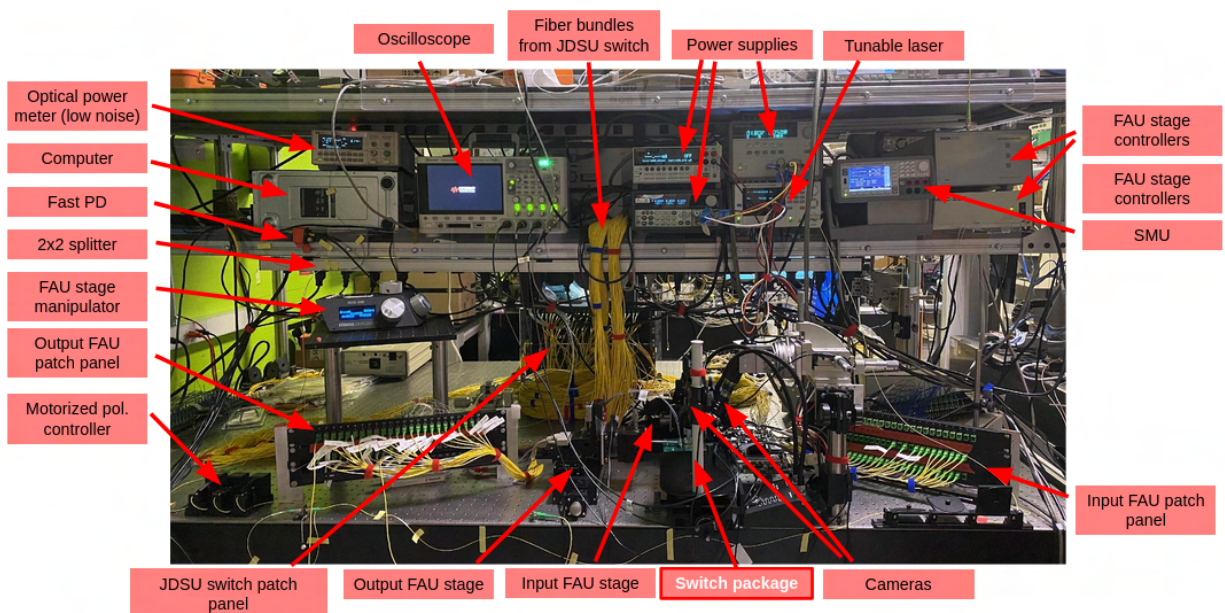 Oscilloscope
Fiber bundles
from JDSU switch
Power supplies
Tunable laser
Optical power
meter (low noise)
Computer
Fast PD
2x2 splitter
FAU stage
manipulator
Output FAU
patch panel
Motorized pol.
controller
FAU stage
controllers
FAU stage
controllers
SMU
Input FAU patch
panel
JDSU switch patch
panel
Output FAU stage
Input FAU stage
Switch package
Cameras